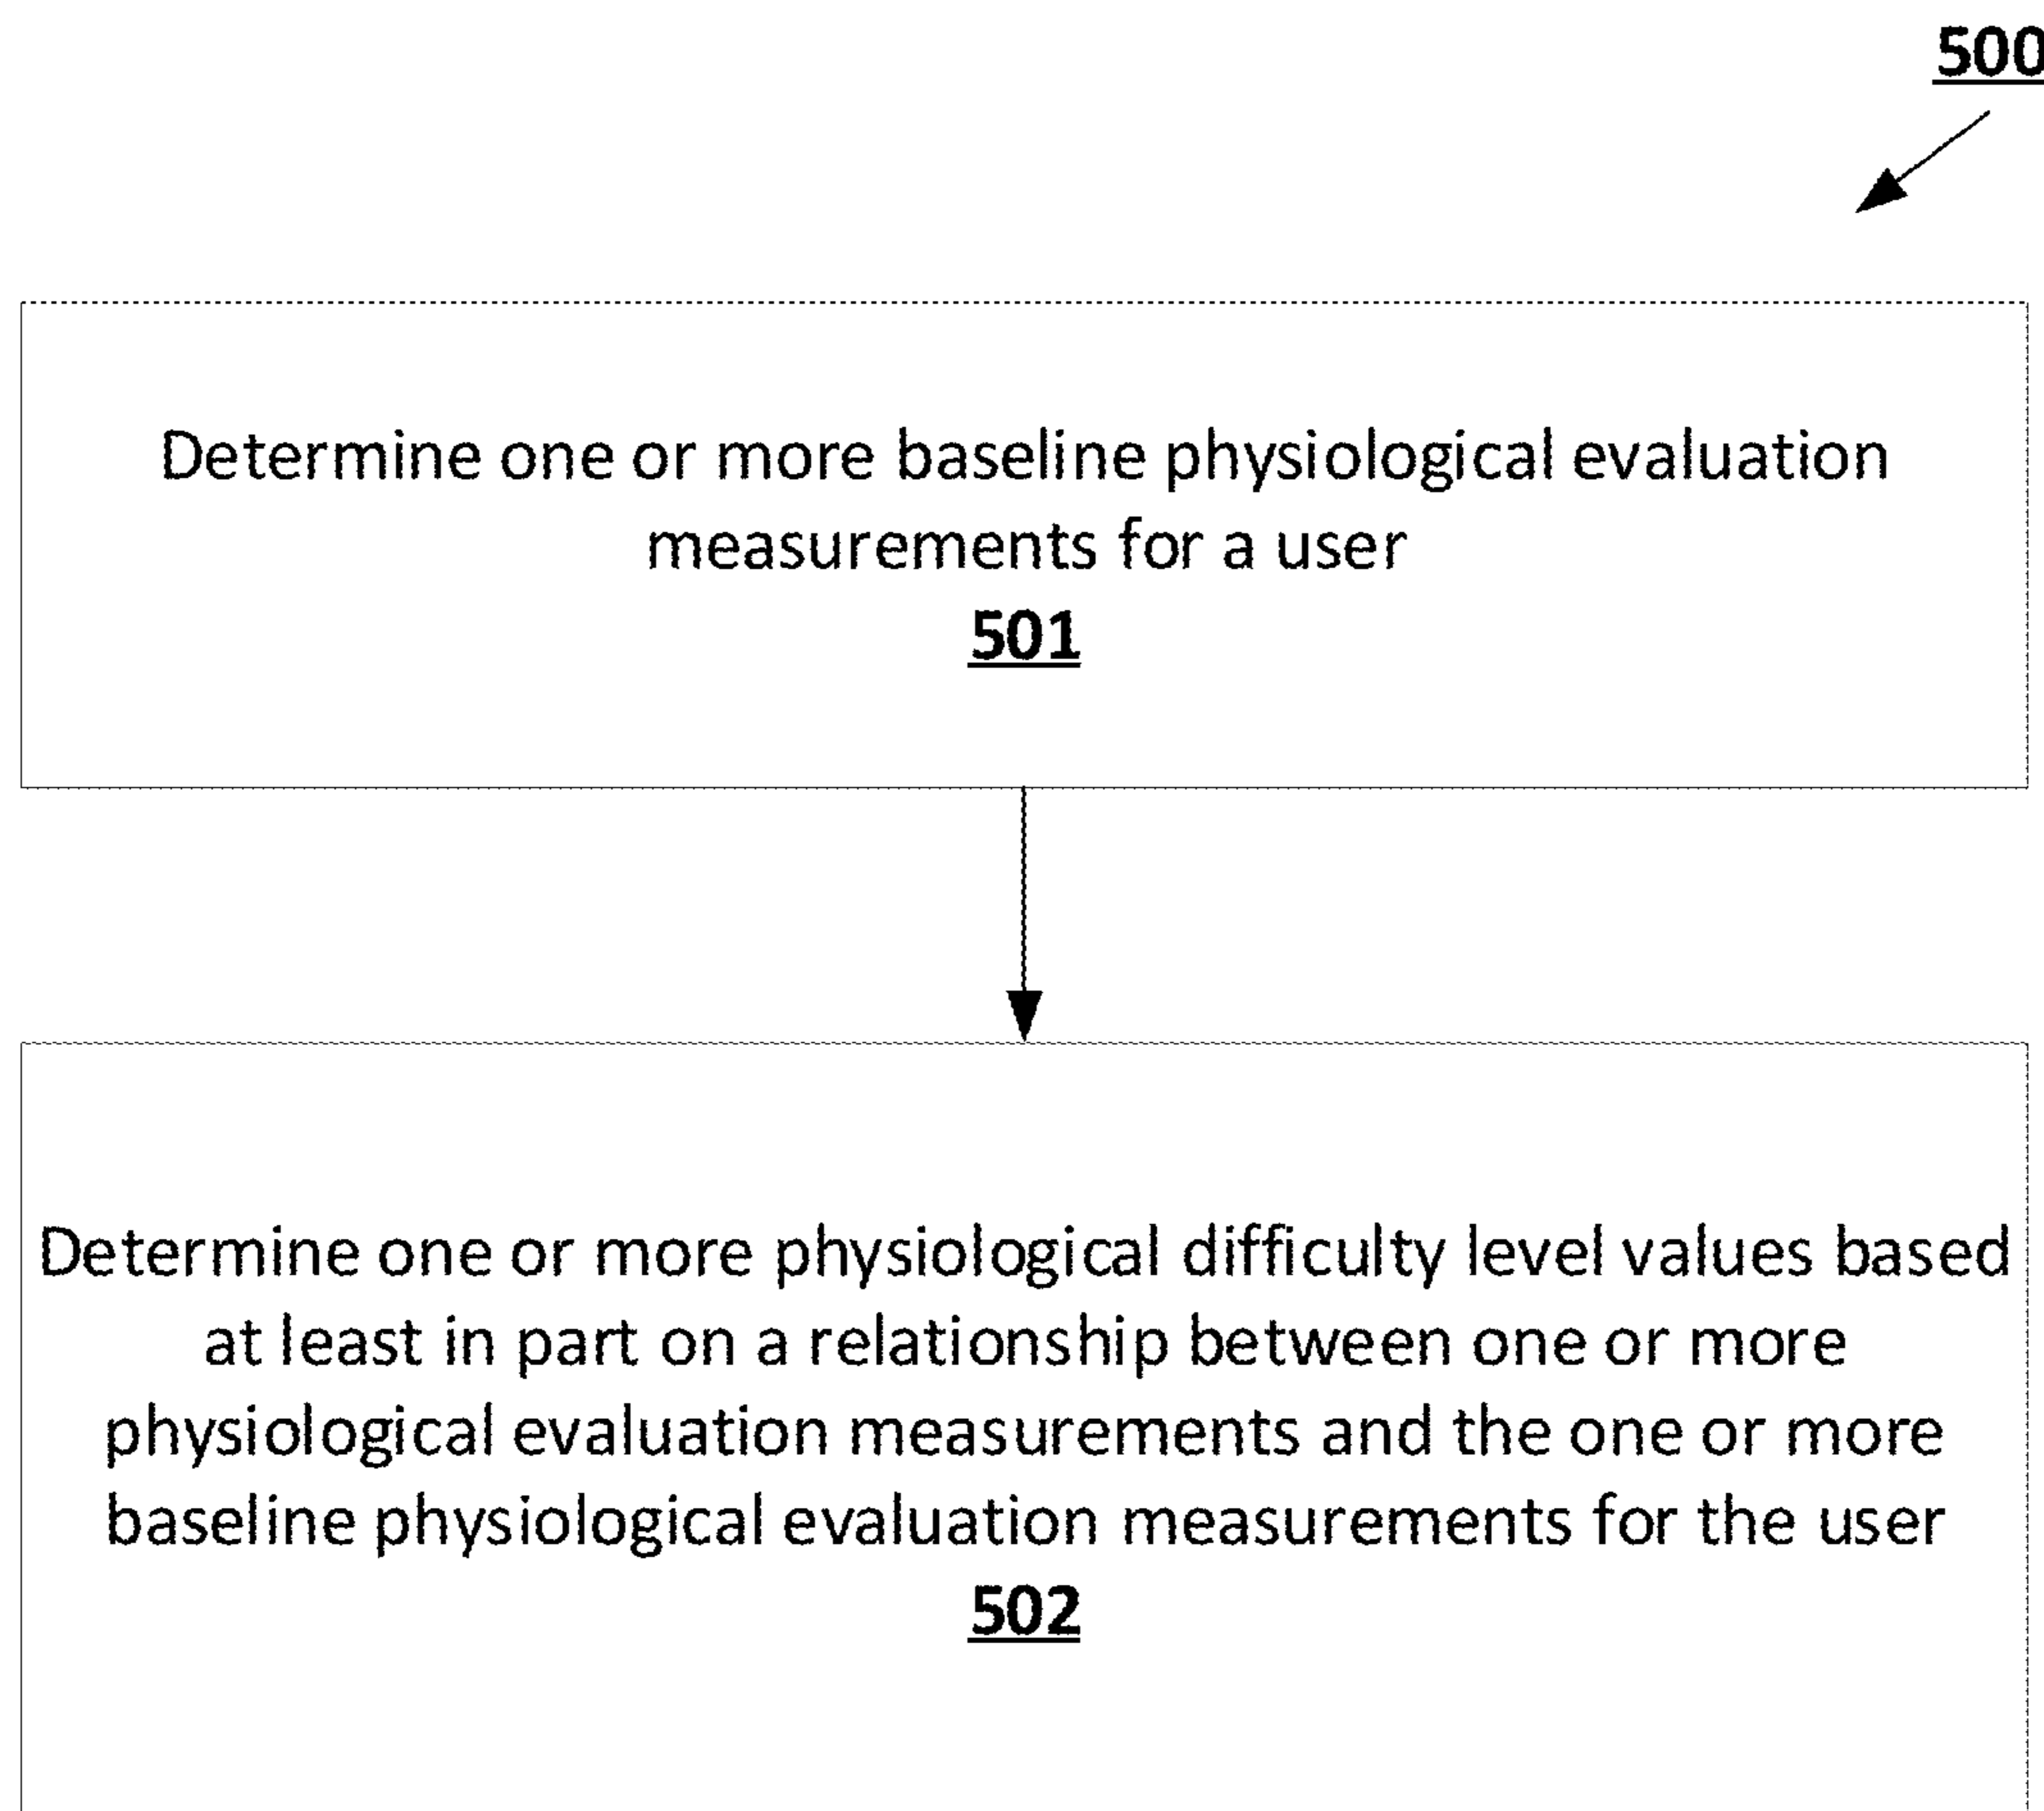 500
Determine one or more baseline physiological evaluation
measurements for a user
501
Determine one or more physiological difficulty level values based
at least in part on a relationship between one or more
physiological evaluation measurements and the one or more
baseline physiological evaluation measurements for the user
502